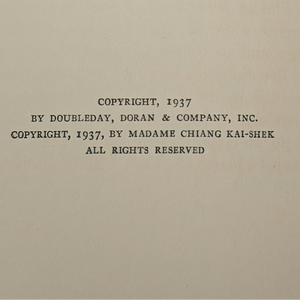 COPYRIGHT, 1937
BY DOUBLEDAY, DORAN & COMPANY, INC.
COPYRIGHT, 1937, BY MADAME CHIANG KAI-SHEK
ALL RIGHTS RESERVED